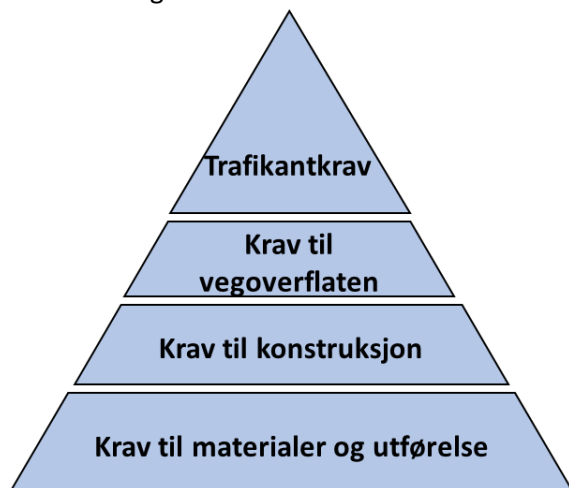 Trafikantkrav
Krav til
vegoverflaten
Krav til konstruksjon
Krav til materialer og utførelse